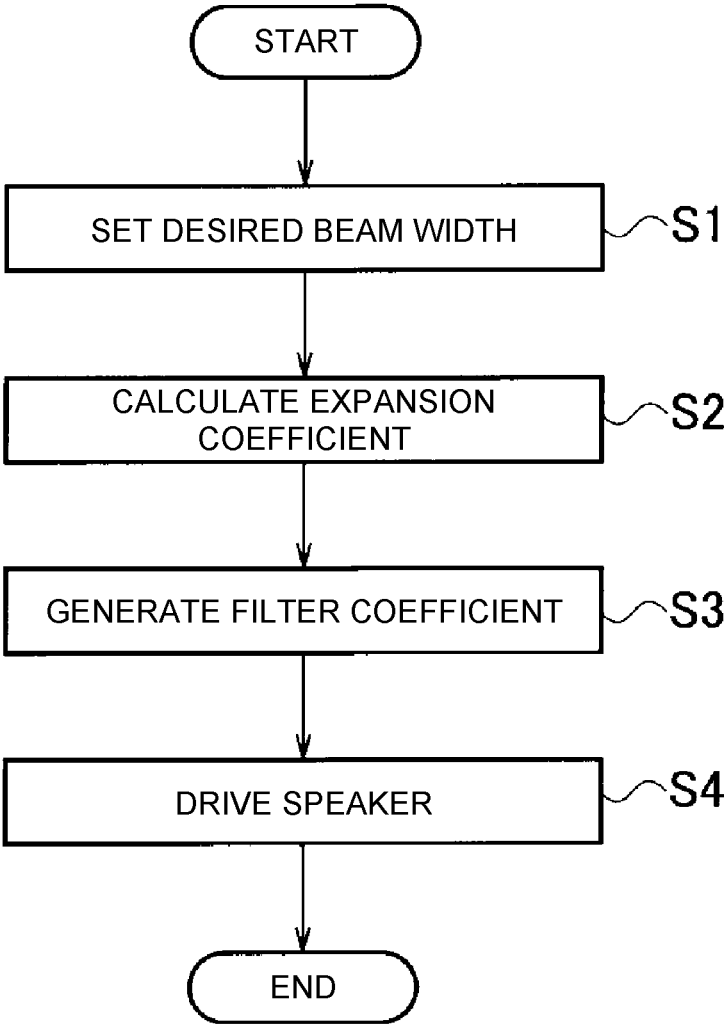 START
SET DESIRED BEAM WIDTH
S1
CALCULATE EXPANSION
COEFFICIENT
S2
GENERATE FILTER COEFFICIENT
S3
DRIVE SPEAKER
S4
END